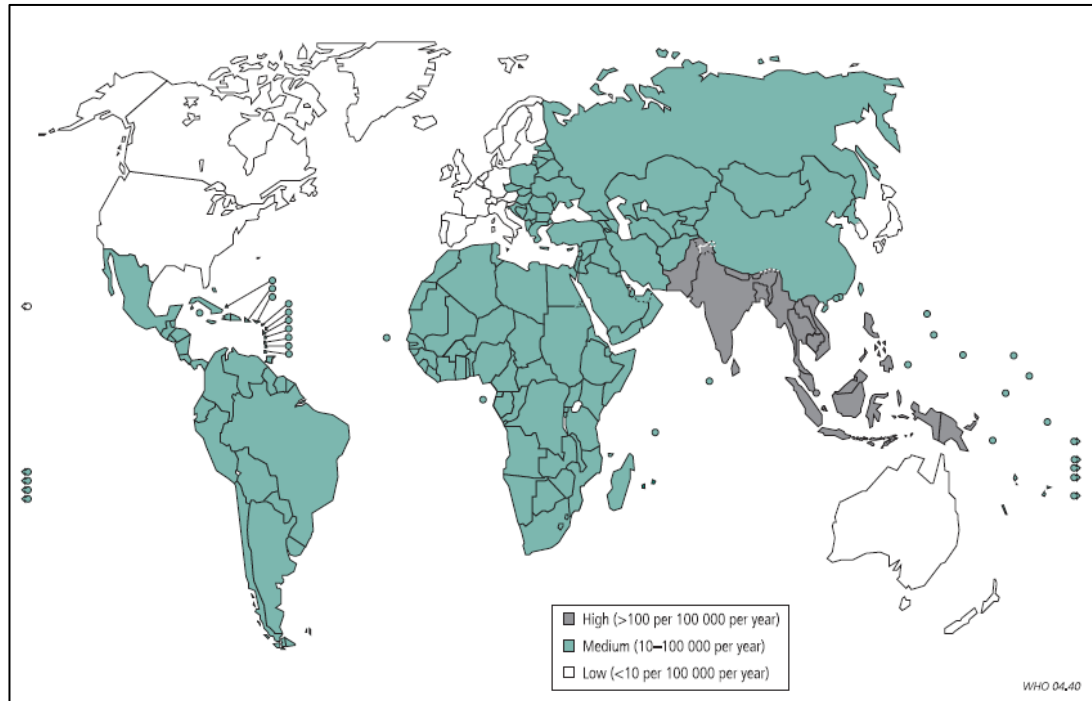 High (>100 per 100 000 per year)
Medium (10–100 000 per year)
Low (<10 per 100 000 per year)
WHO 04.40